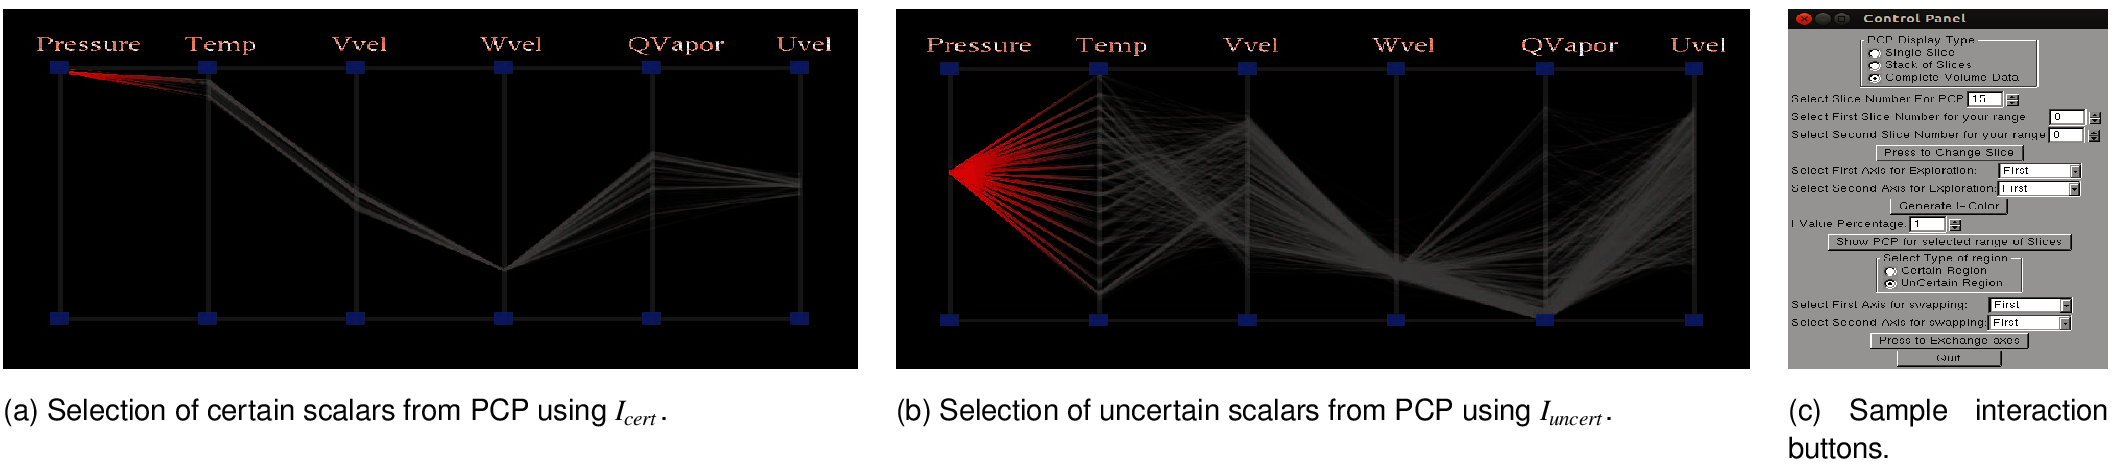 Pressure Temp Vvel Wvel QVapor Uvel
(a) Selection of certain scalars from PCP using I_cert.
Pressure Temp Vvel Wvel QVapor Uvel
(b) Selection of uncertain scalars from PCP using I_uncert.
Control Panel
PCP Display Type
Single Slice
Stack of Slices
Complete Volume Data
Select Slice Number For PCP 15
Select First Slice Number for your range 0
Select Second Slice Number for your range 0
Press to Change Slice
Select First Axis for Exploration: First
Select Second Axis for Exploration: First
Generate I-Color
I Value Percentage: 1
Show PCP for selected range of Slices
Select Type of region
Certain Region
UnCertain Region
Select First Axis for swapping: First
Select Second Axis for swapping: First
Press to Exchange axes
Quit
(c) Sample interaction
buttons.